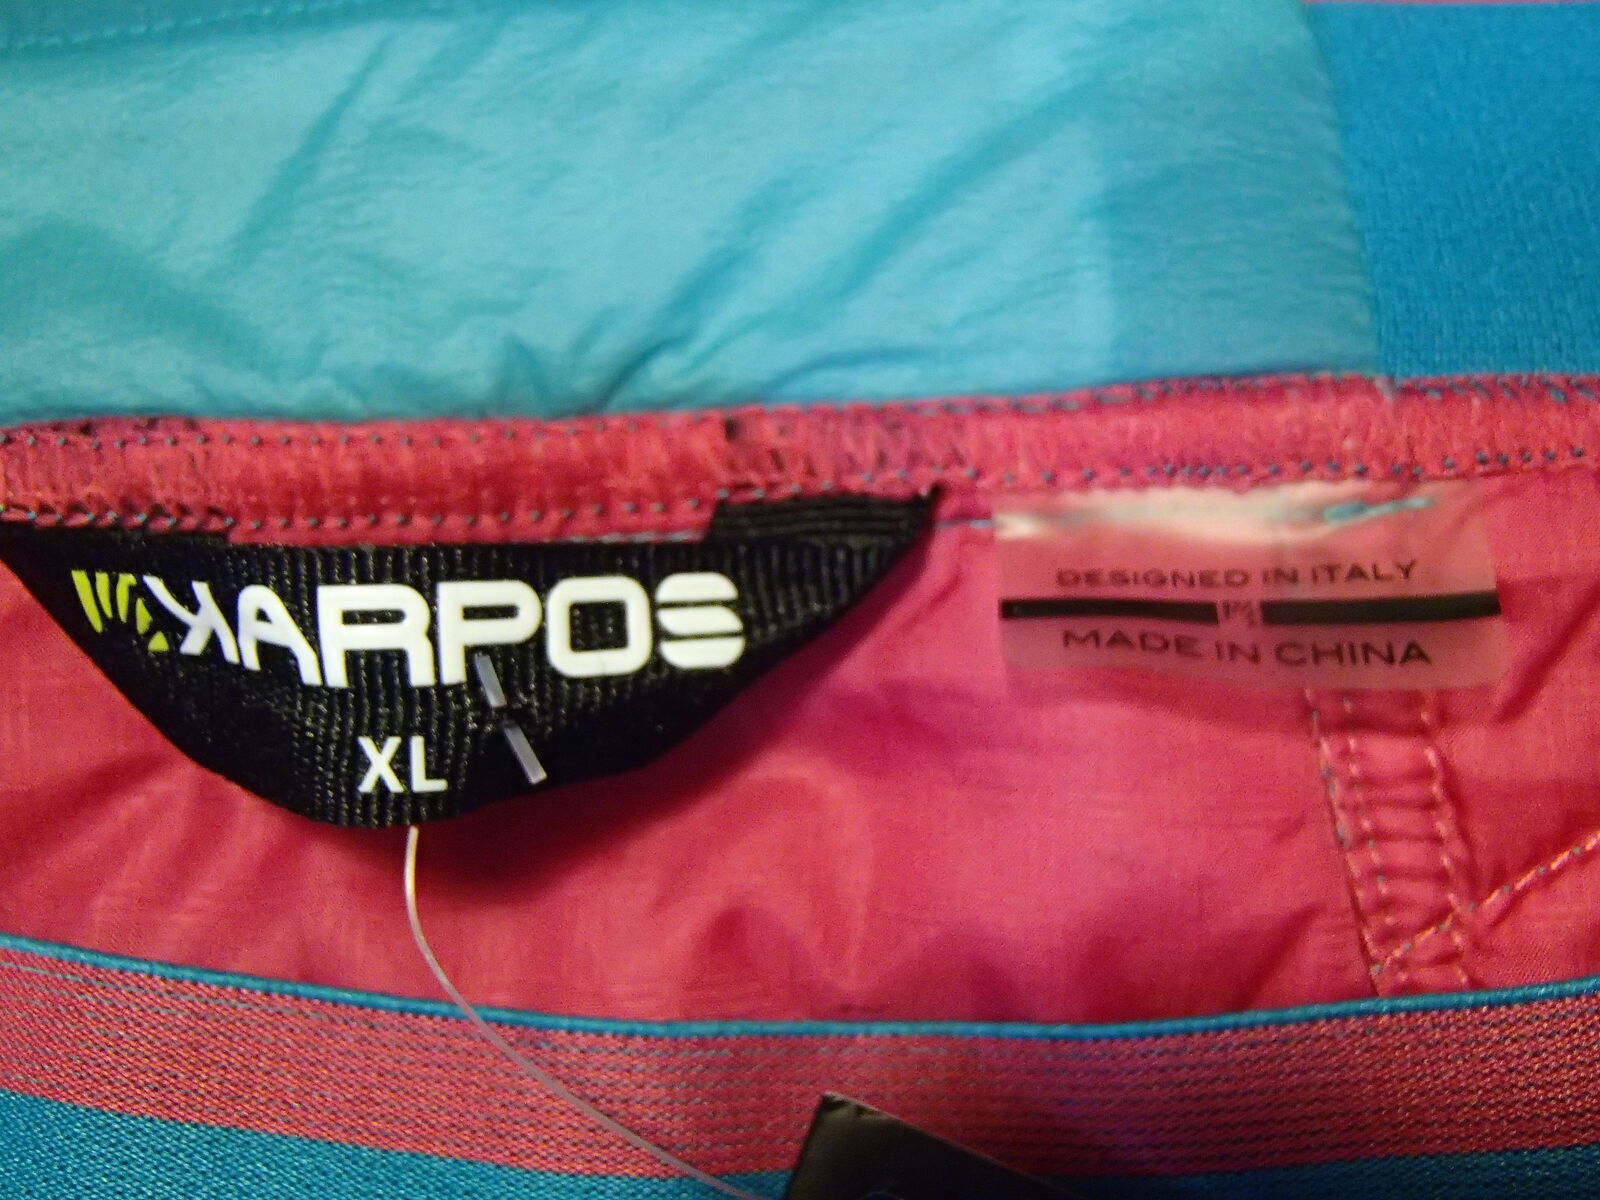 KARPOS
XL
DESIGNED IN ITALY
MADE IN CHINA